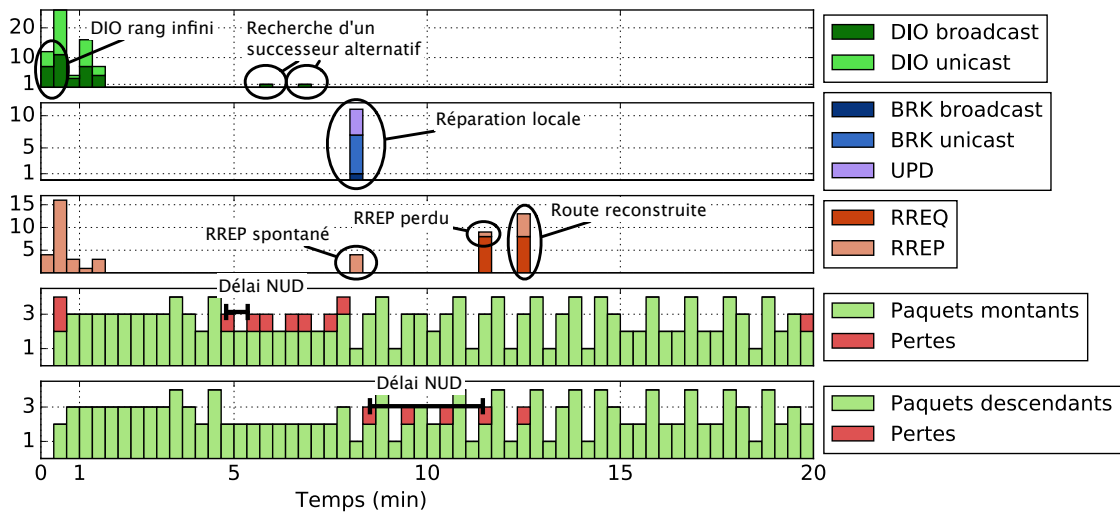 20
10
1
DIO rang infini
Recherche d'un
successeur alternatif
DIO broadcast
DIO unicast
10
5
1
Réparation locale
BRK broadcast
BRK unicast
UPD
15
10
5
RREP spontané
RREP perdu
Route reconstruite
RREQ
RREP
3
1
Délai NUD
Paquets montants
Pertes
3
1
Délai NUD
Paquets descendants
Pertes
0 1 5 10 15 20
Temps (min)